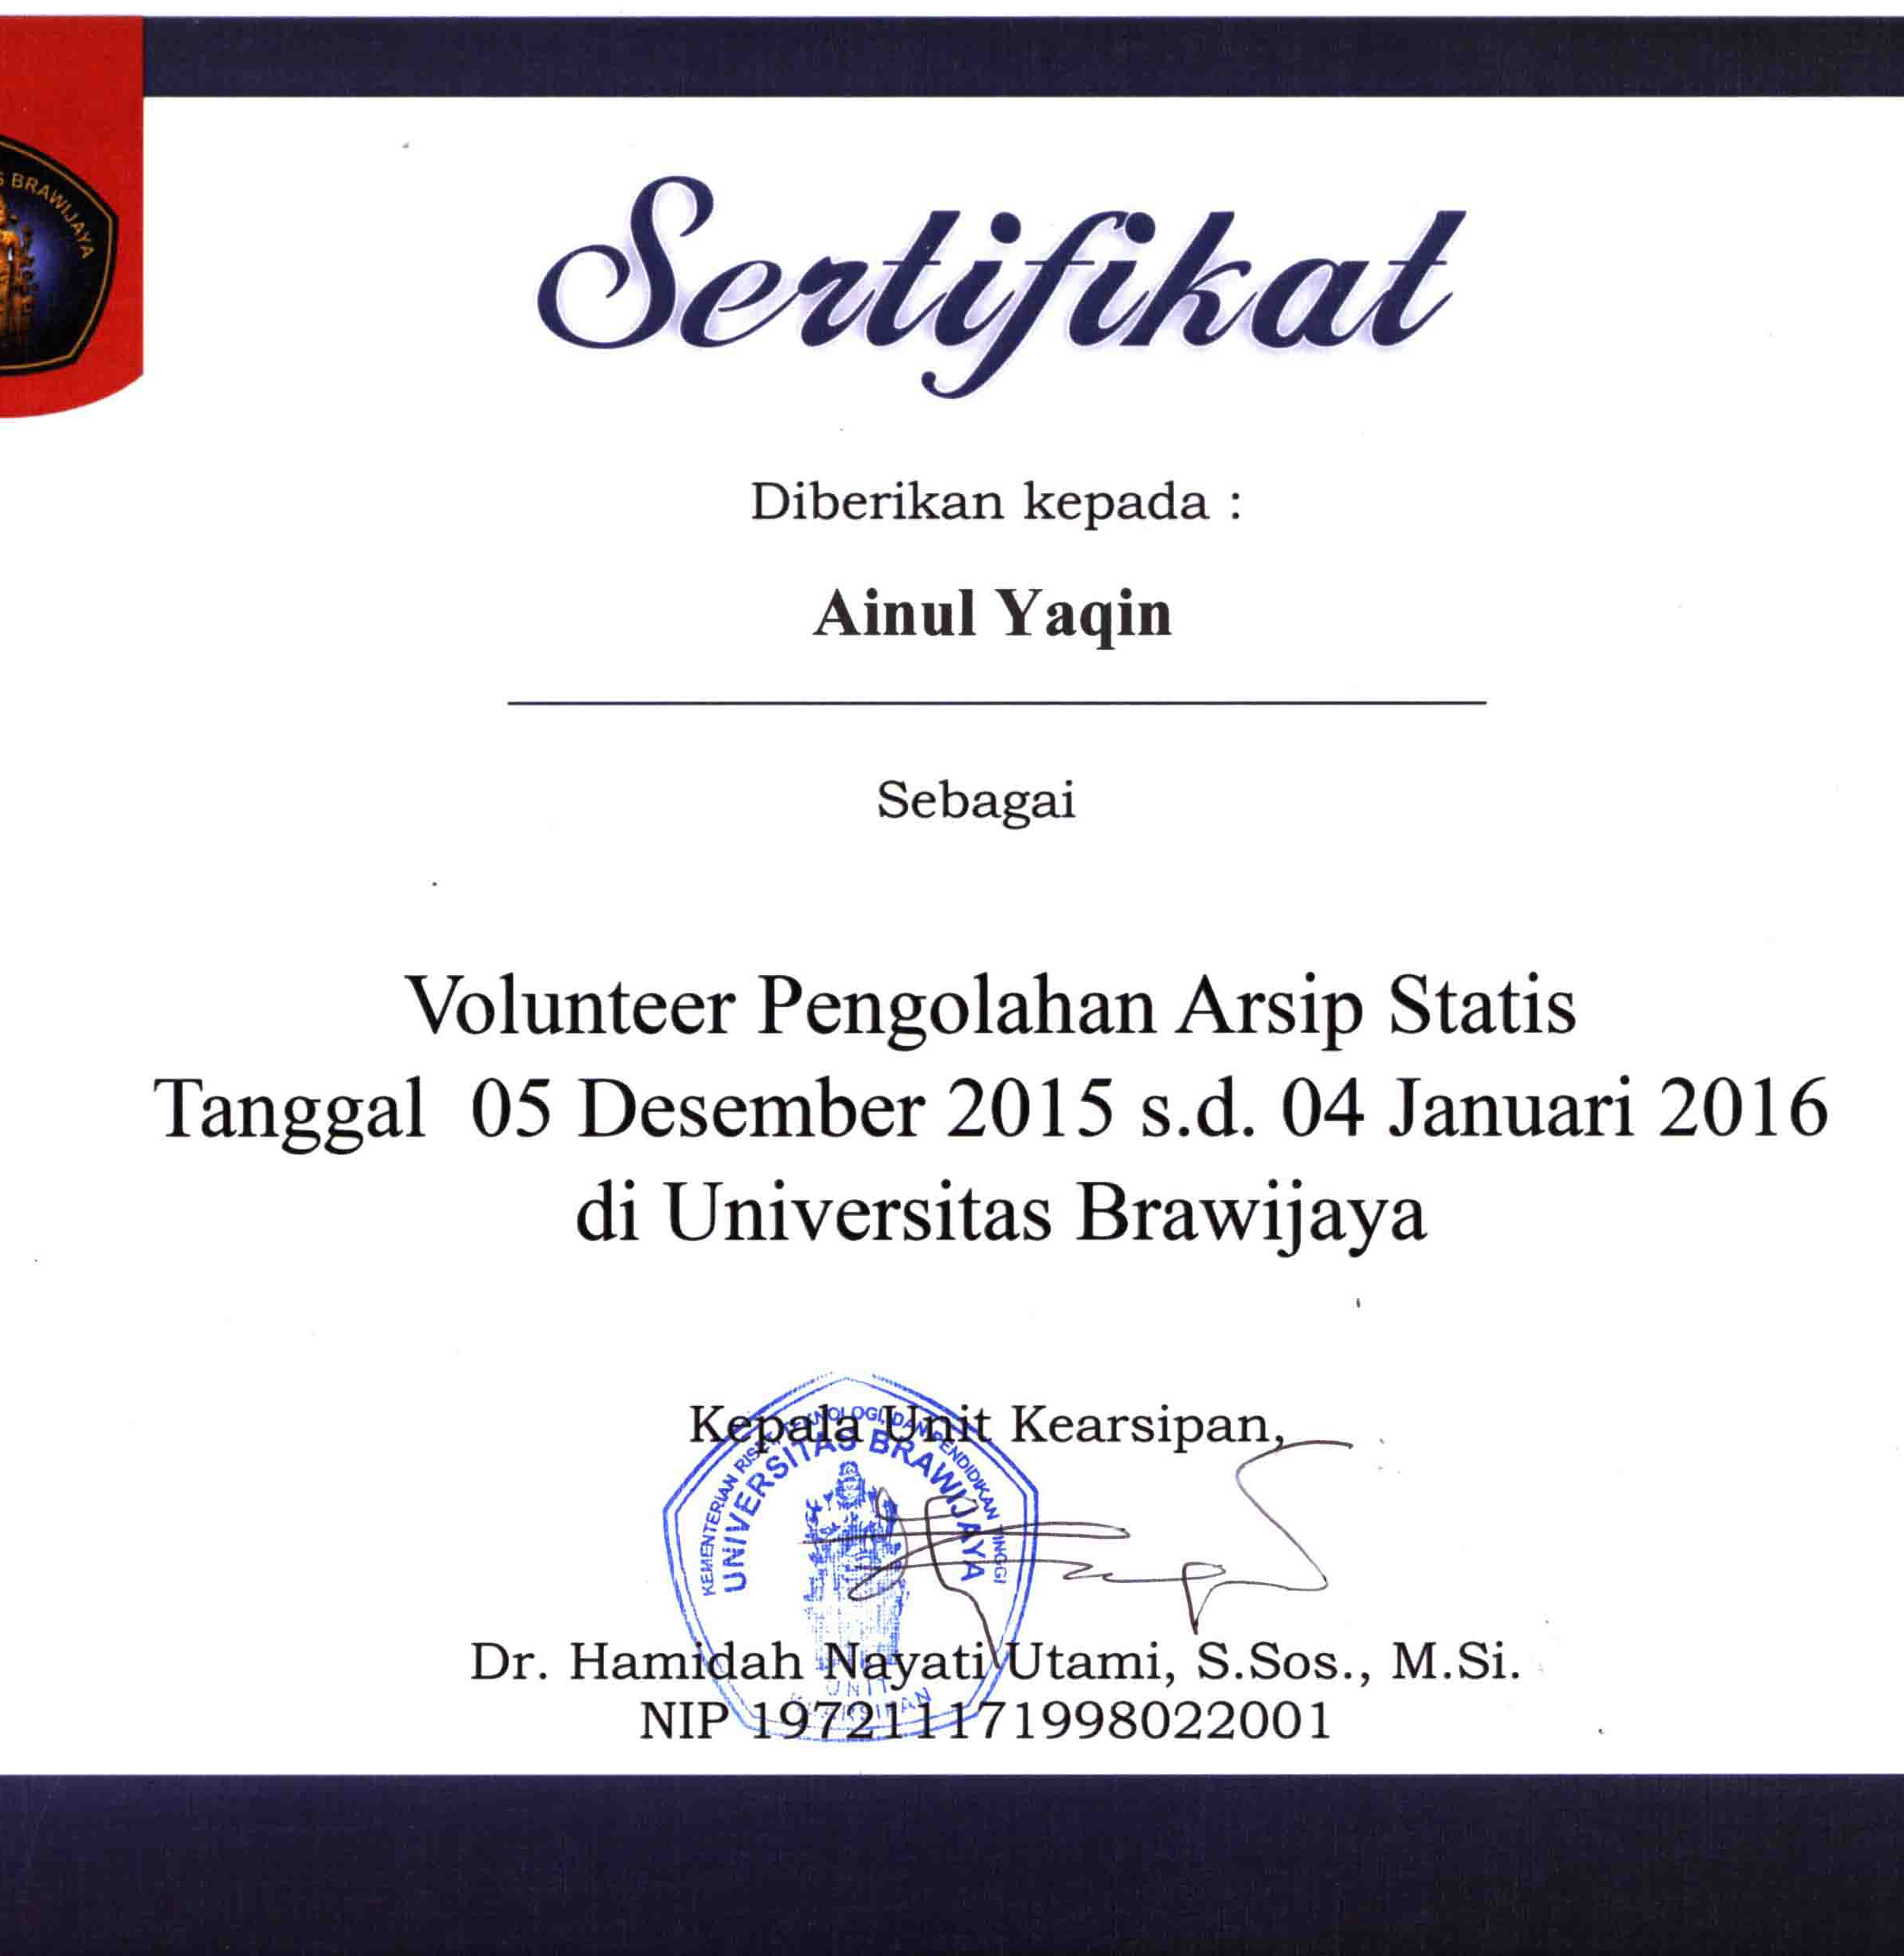 S BRAWIJAYA
Sertifikat
Diberikan kepada :
Ainul Yaqin
Sebagai
Volunteer Pengolahan Arsip Statis
Tanggal 05 Desember 2015 s.d. 04 Januari 2016
di Universitas Brawijaya
Kepala Unit Kearsipan,
KEMENTERIAN RISET, TEKNOLOGI, DAN PENDIDIKAN TINGGI
UNIVERSITAS BRAWIJAYA
UNIT
KEARSIPAN
Dr. Hamidah Nayati Utami, S.Sos., M.Si.
NIP 197211171998022001